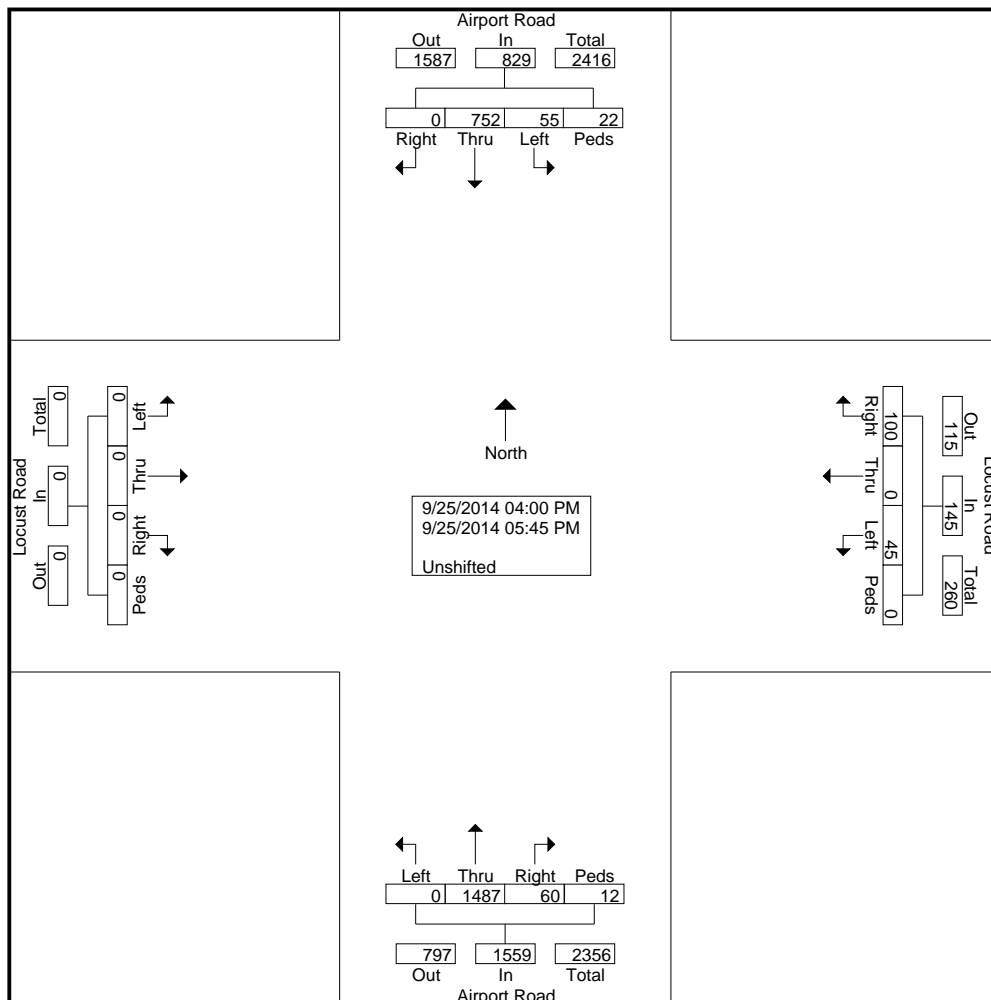 Airport Road
Out In Total
1587 829 2416
0 752 55 22
Right Thru Left Peds
Locust Road
Total In Out
0 0 0
0 0 0 0
Left Thru Right Peds
North
9/25/2014 04:00 PM
9/25/2014 05:45 PM
Unshifted
Right Thru Left Peds
100 0 45 0
Out In Total
115 145 260
Locust Road
Left Thru Right Peds
0 1487 60 12
797 1559 2356
Out In Total
Airport Road